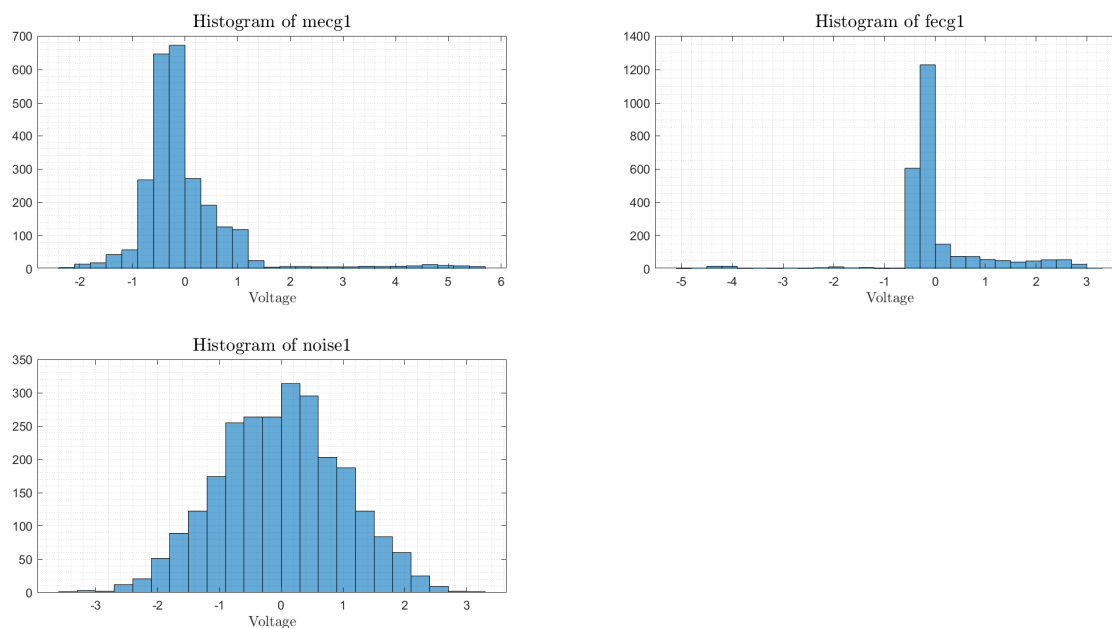 Histogram of mecg1
700
600
500
400
300
200
100
0
-2 -1 0 1 2 3 4 5 6
Voltage
Histogram of fecg1
1400
1200
1000
800
600
400
200
0
-5 -4 -3 -2 -1 0 1 2 3
Voltage
Histogram of noise1
350
300
250
200
150
100
50
0
-3 -2 -1 0 1 2 3
Voltage